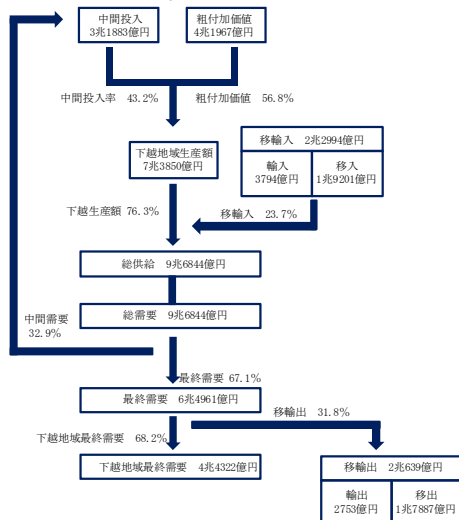 中間投入
3兆1883億円
粗付加価値
4兆1967億円
中間投入率 43.2%
粗付加価値 56.8%
下越地域生産額
7兆3850億円
移輸入 2兆2994億円
輸入
3794億円
移入
1兆9201億円
下越生産額 76.3%
移輸入 23.7%
総供給 9兆6844億円
総需要 9兆6844億円
中間需要
32.9%
最終需要 67.1%
最終需要 6兆4961億円
移輸出 31.8%
下越地域最終需要 68.2%
下越地域最終需要 4兆4322億円
移輸出 2兆639億円
輸出
2753億円
移出
1兆7887億円